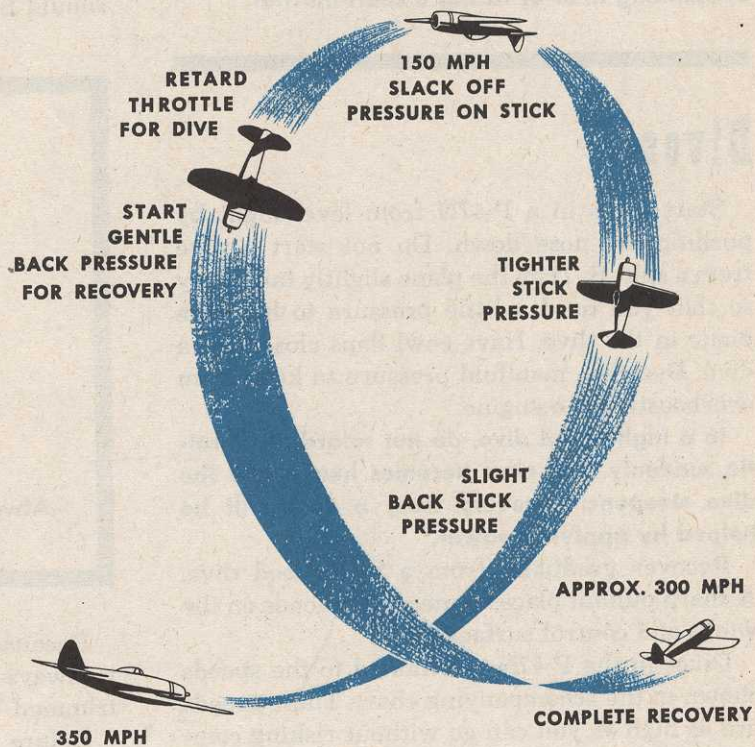 150 MPH
SLACK OFF
PRESSURE ON STICK
RETARD
THROTTLE
FOR DIVE
START
GENTLE
BACK PRESSURE
FOR RECOVERY
TIGHTER
STICK
PRESSURE
SLIGHT
BACK STICK
PRESSURE
APPROX. 300 MPH
COMPLETE RECOVERY
350 MPH